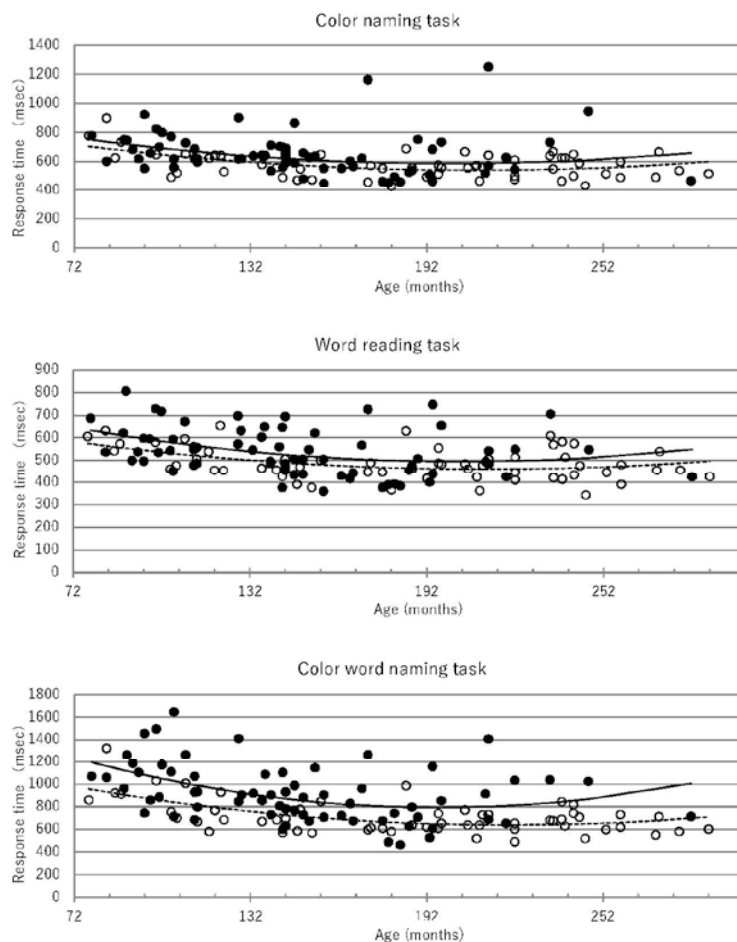 Color naming task
1400
1200
1000
800
600
400
200
0
Response time (msec)
72 132 192 252
Age (months)
Word reading task
900
800
700
600
500
400
300
200
100
0
Response time (msec)
72 132 192 252
Age (months)
Color word naming task
1800
1600
1400
1200
1000
800
600
400
200
0
Response time (msec)
72 132 192 252
Age (months)